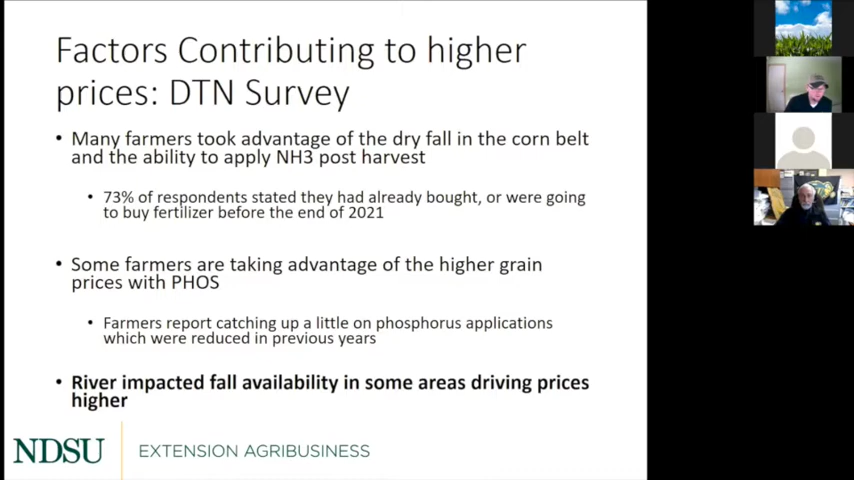 Factors Contributing to higher
prices: DTN Survey
• Many farmers took advantage of the dry fall in the corn belt
and the ability to apply NH3 post harvest
• 73% of respondents stated they had already bought, or were going
to buy fertilizer before the end of 2021
• Some farmers are taking advantage of the higher grain
prices with PHOS
• Farmers report catching up a little on phosphorus applications
which were reduced in previous years
• River impacted fall availability in some areas driving prices
higher
NDSU
EXTENSION AGRIBUSINESS